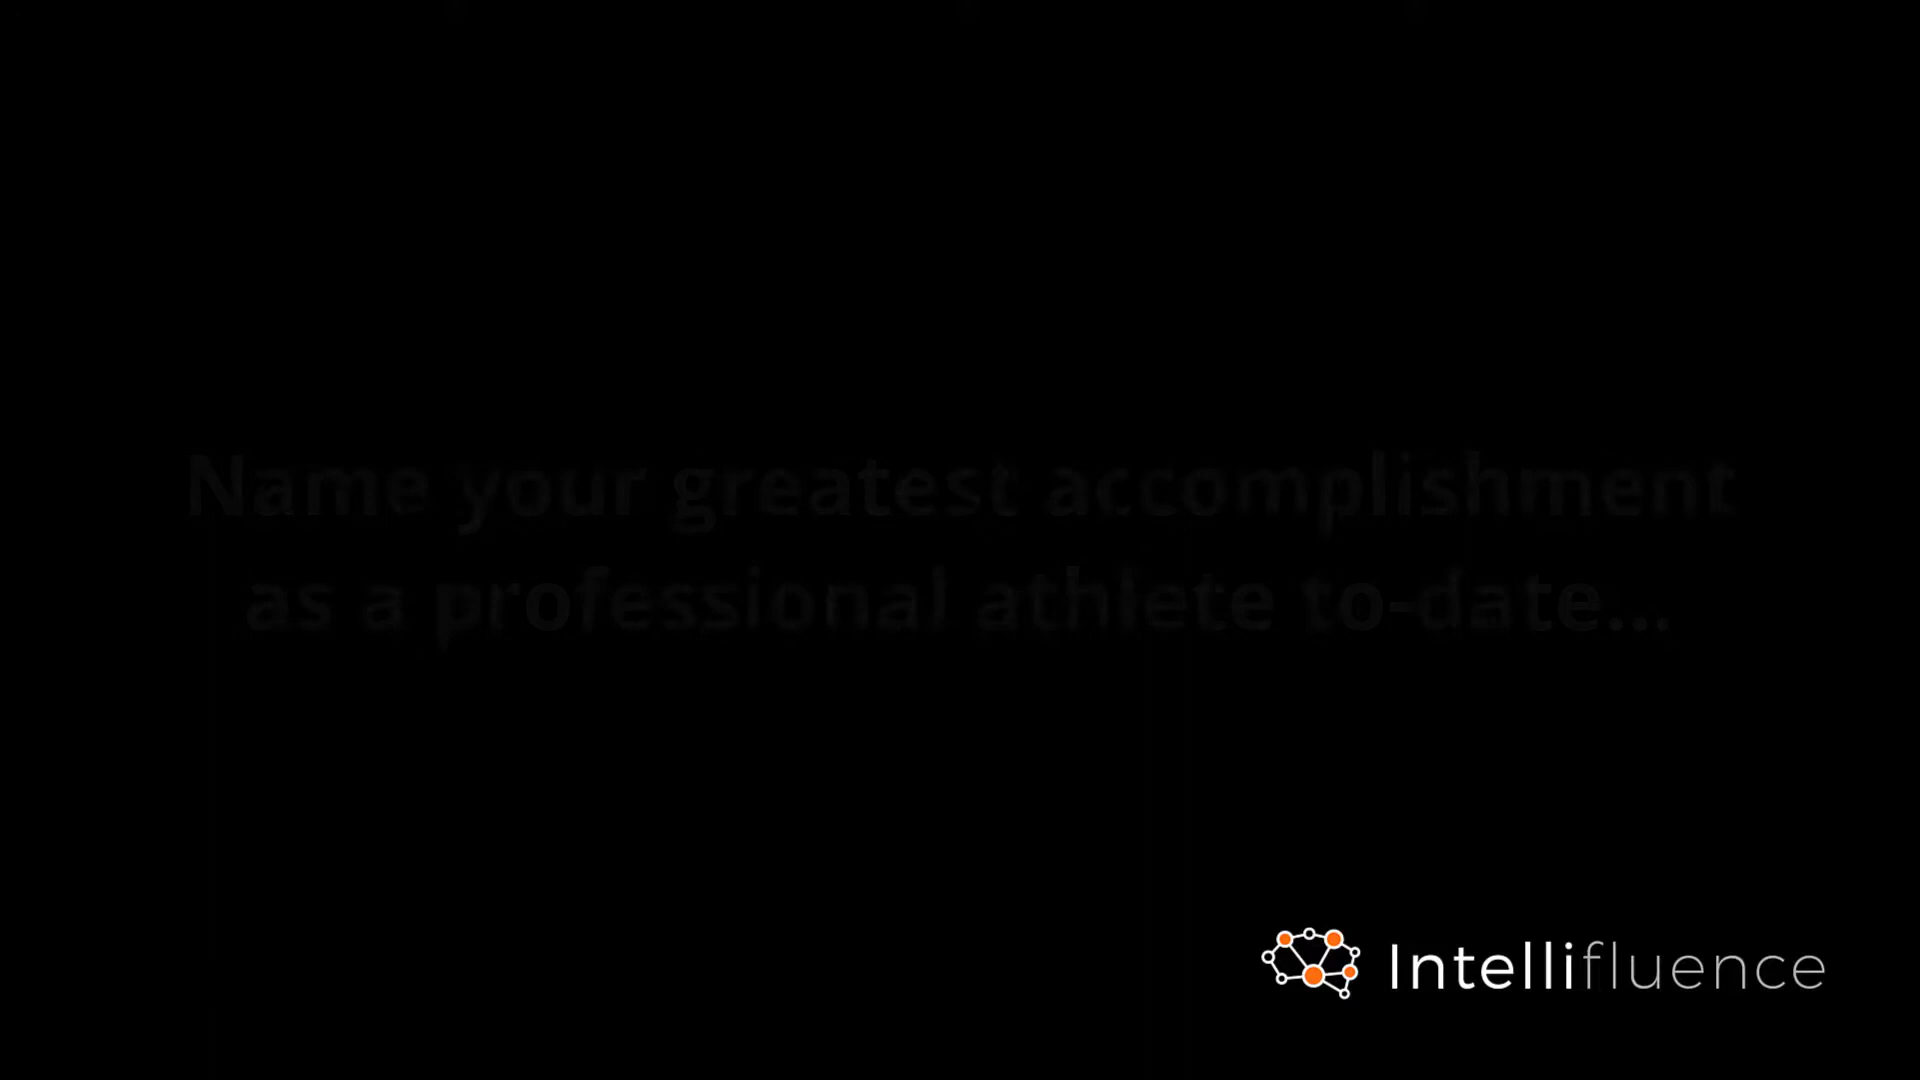 Name your greatest accomplishment
as a professional athlete to-date...
Intellifluence